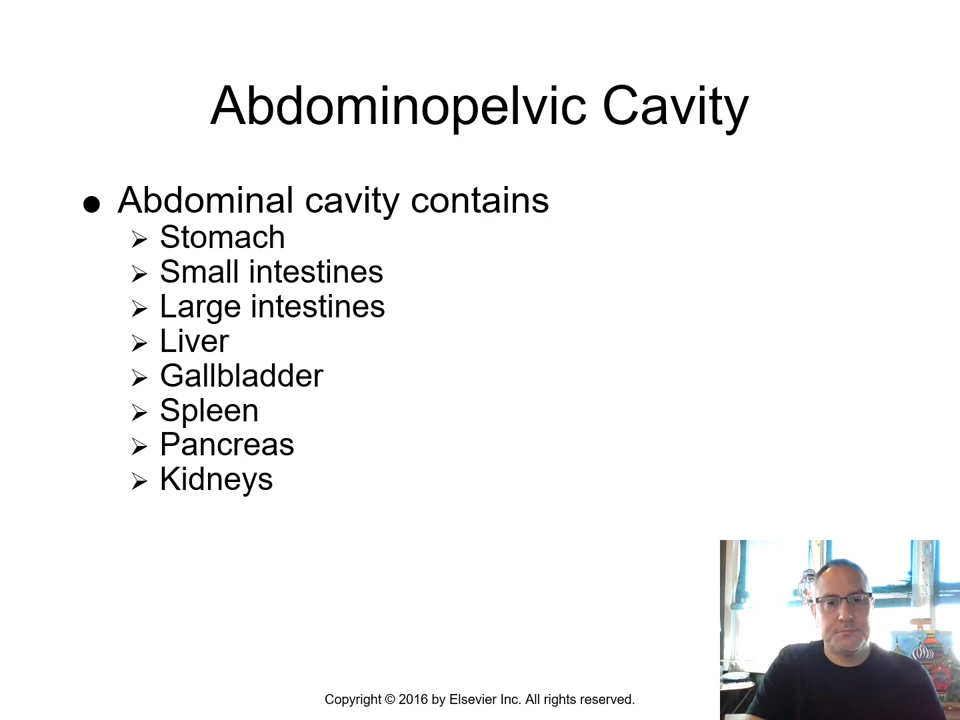 Abdominopelvic Cavity
● Abdominal cavity contains
➢ Stomach
➢ Small intestines
➢ Large intestines
➢ Liver
➢ Gallbladder
➢ Spleen
➢ Pancreas
➢ Kidneys
Copyright © 2016 by Elsevier Inc. All rights reserved.